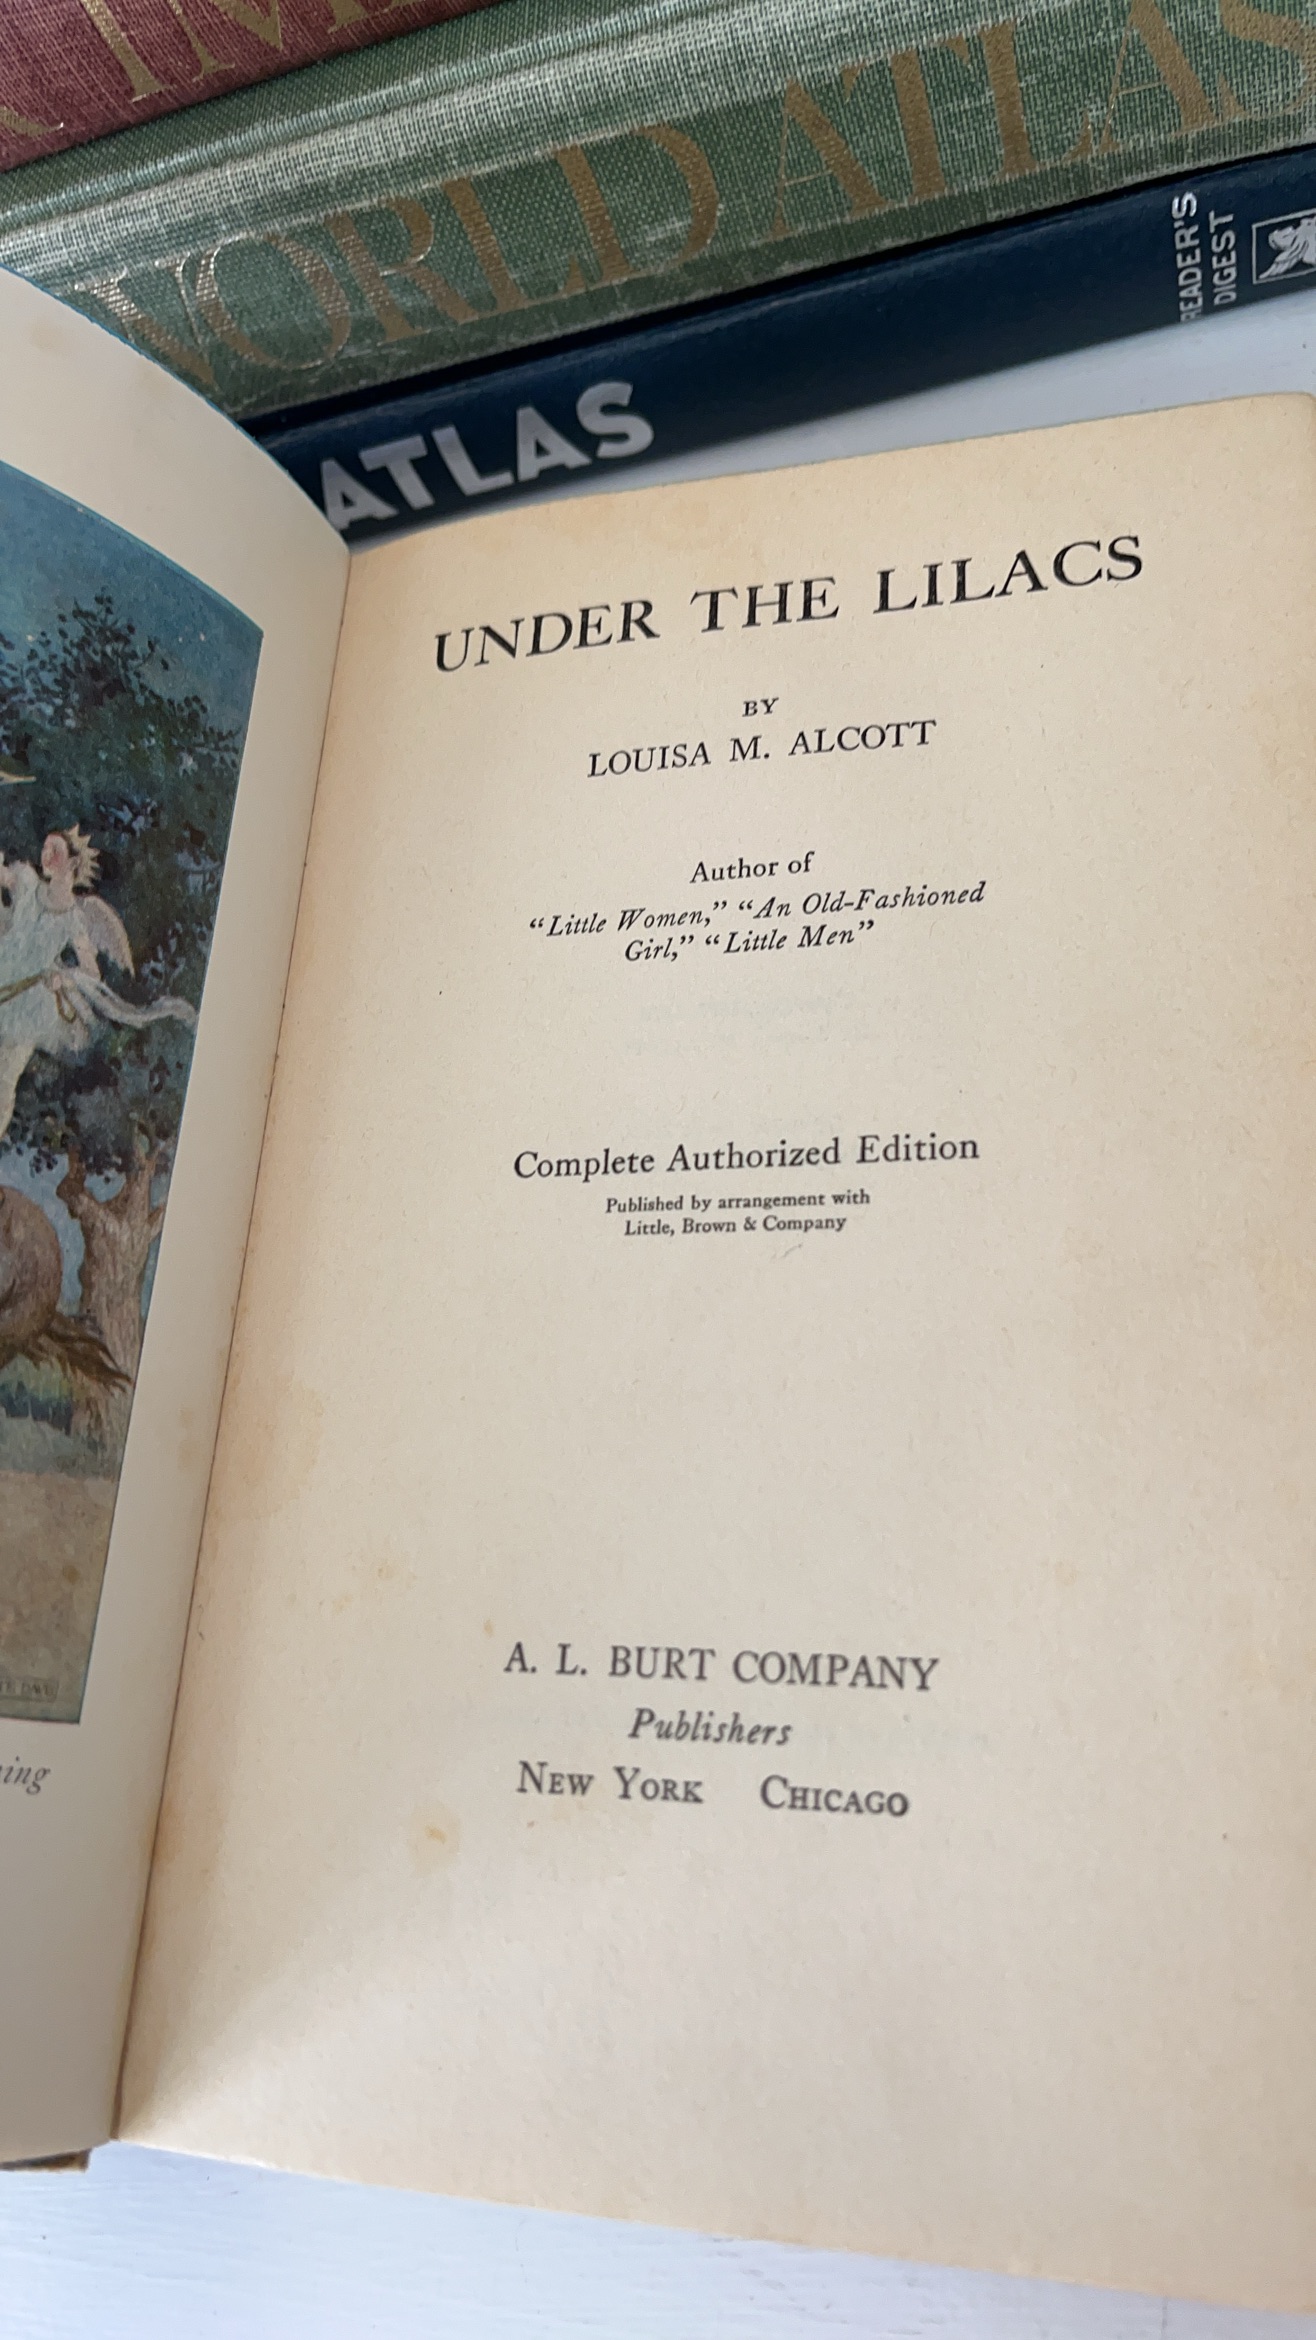 WORLD ATLAS
READER'S
DIGEST
ATLAS
UNDER THE LILACS
BY
LOUISA M. ALCOTT
Author of
“Little Women,” “An Old-Fashioned
Girl,” “Little Men”
Complete Authorized Edition
Published by arrangement with
Little, Brown & Company
A. L. BURT COMPANY
Publishers
NEW YORK CHICAGO